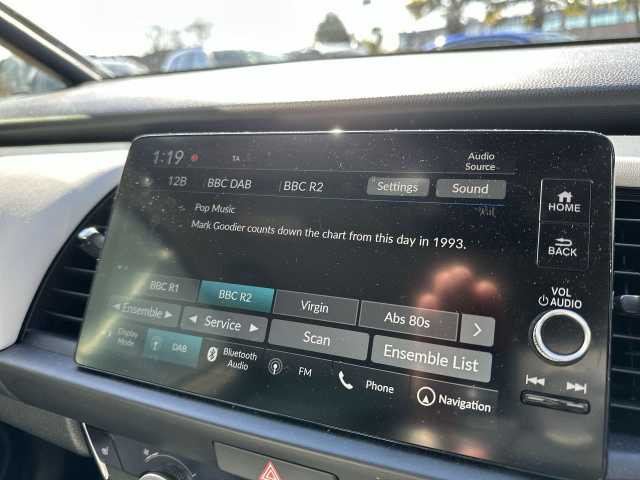 1:19 TA Audio Source
12B BBC DAB BBC R2 Settings Sound
HOME
Pop Music
Mark Goodier counts down the chart from this day in 1993.
BACK
VOL
AUDIO
BBC R1 BBC R2 Virgin Abs 80s
Ensemble Service Scan Ensemble List
Display Mode DAB Bluetooth Audio FM Phone Navigation